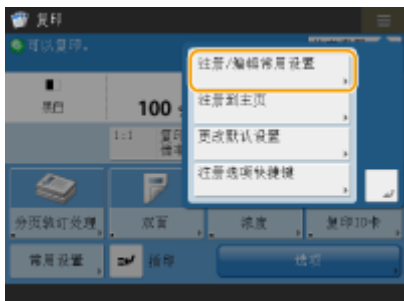 复印
可以复印。
注册/编辑常用设置
注册到主页
更改默认设置
注册选项快捷键
黑白
100
1:1
分页装订处理
双面
浓度
复印ID卡
常用设置
插印
选项